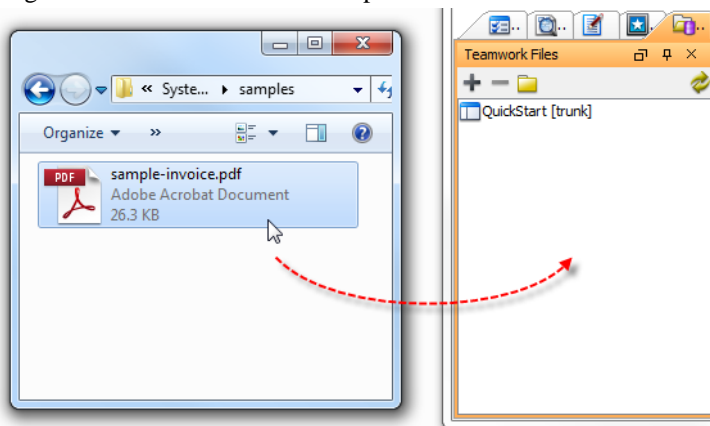 « Syste... ▸ samples
Organize ▾ »
PDF
sample-invoice.pdf
Adobe Acrobat Document
26.3 KB
Teamwork Files
QuickStart [trunk]